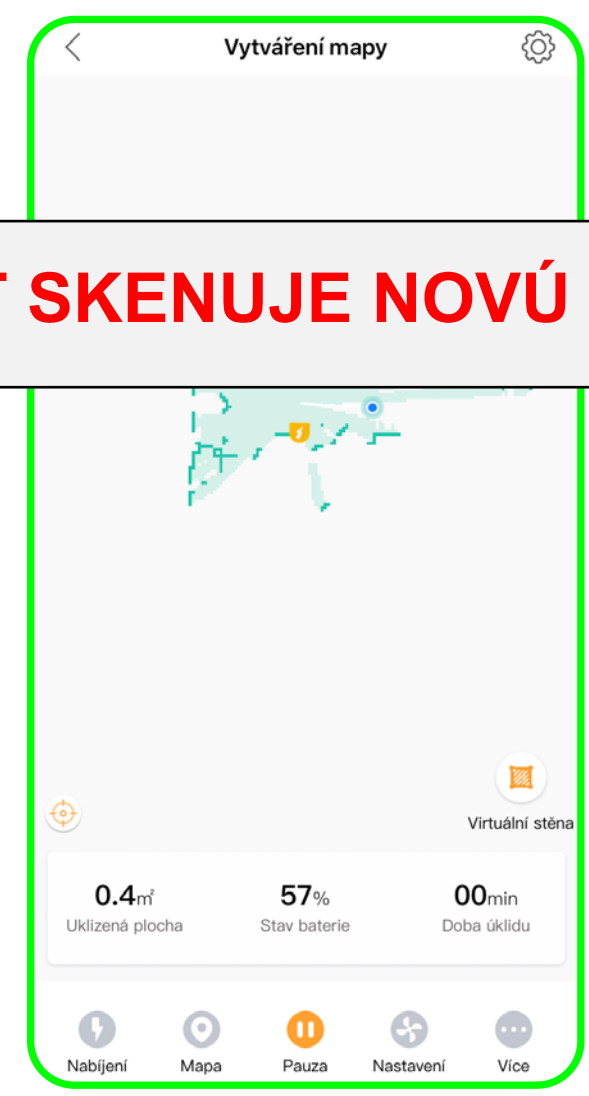 Vytváření mapy
SKENUJE NOVÚ
Virtuální stěna
0.4㎡ 57% 00min
Uklizená plocha Stav baterie Doba úklidu
Nabíjení Mapa Pauza Nastavení Více